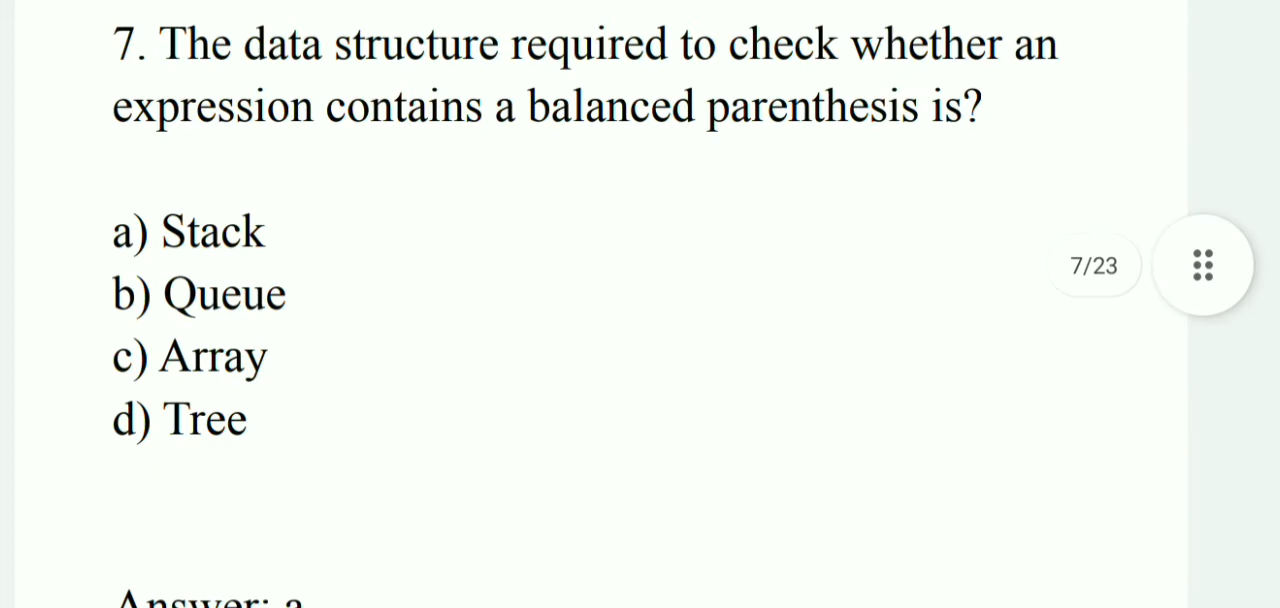 7. The data structure required to check whether an
expression contains a balanced parenthesis is?
a) Stack
b) Queue
c) Array
d) Tree
7/23
Answer: a